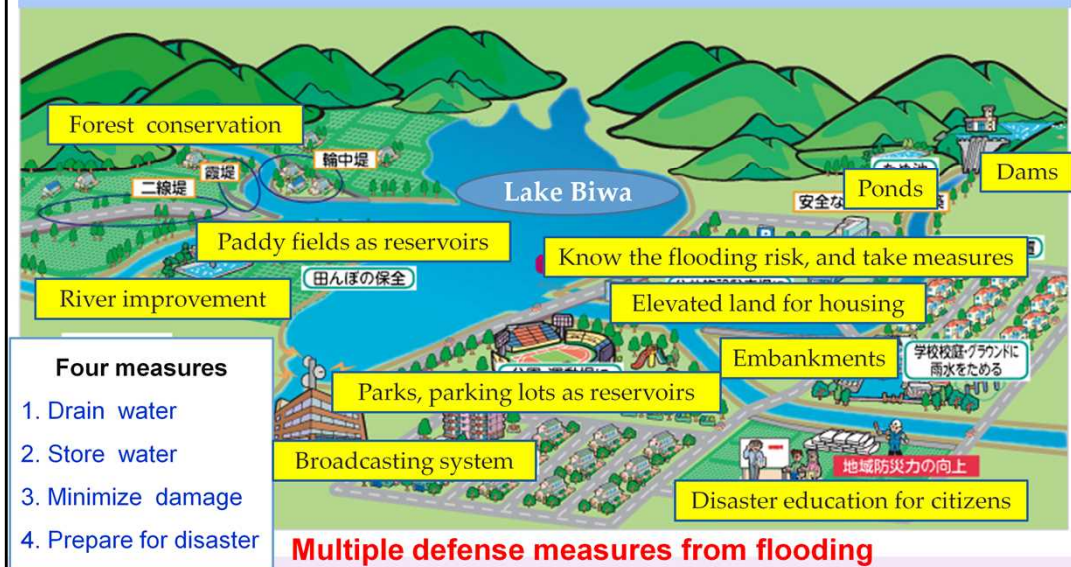 Forest conservation
輪中堤
霞堤
二線堤
Lake Biwa
Dams
Ponds
安全な
Paddy fields as reservoirs
田んぼの保全
Know the flooding risk, and take measures
River improvement
Elevated land for housing
Embankments
学校校庭・グラウンドに
雨水をためる
Parks, parking lots as reservoirs
Broadcasting system
地域防災力の向上
Disaster education for citizens
Four measures
1. Drain water
2. Store water
3. Minimize damage
4. Prepare for disaster
Multiple defense measures from flooding